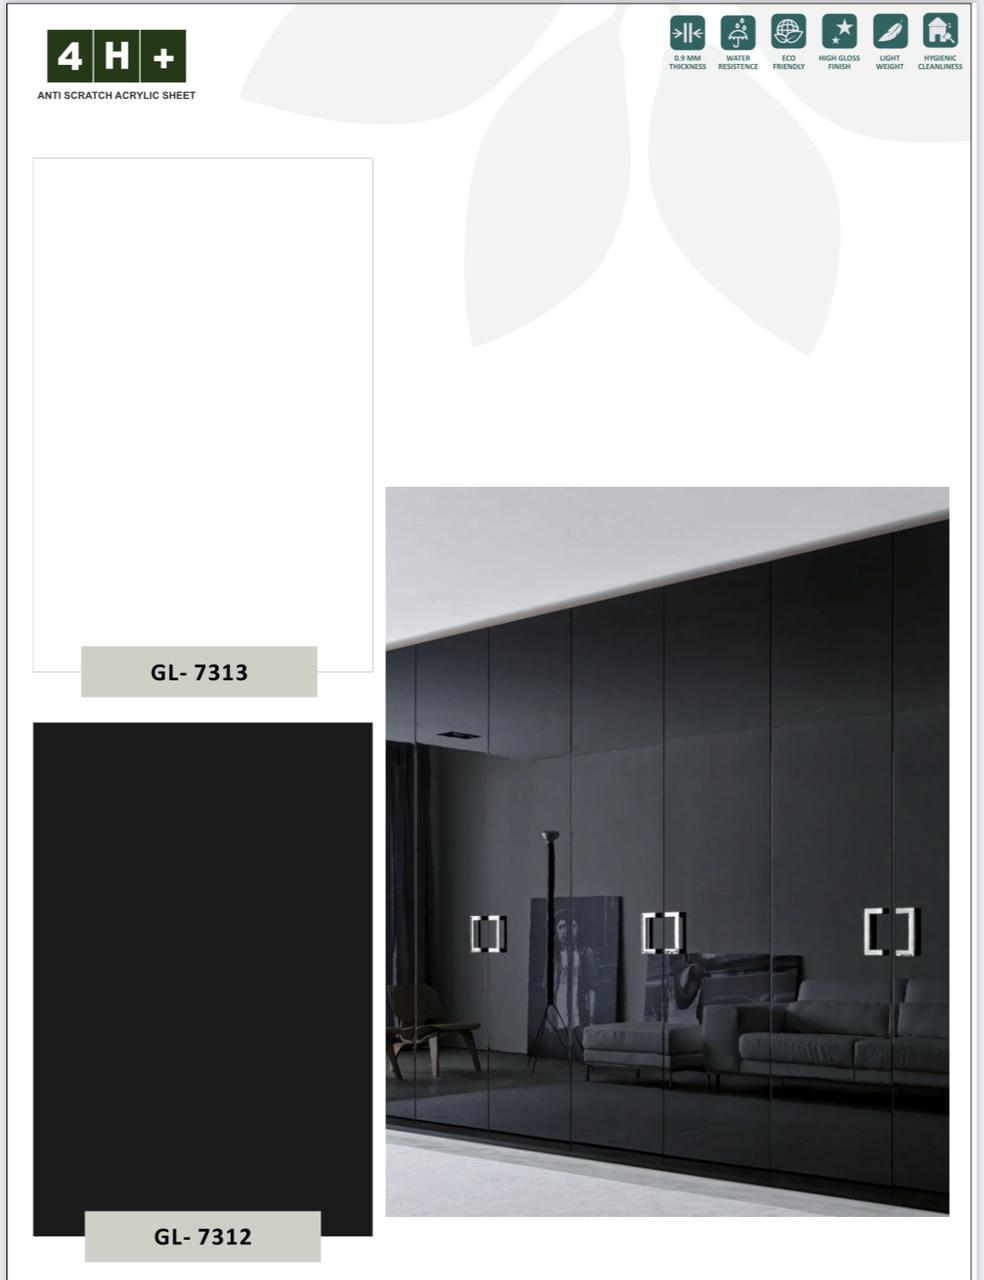 4 H +
ANTI SCRATCH ACRYLIC SHEET
0.9 MM
THICKNESS
WATER
RESISTENCE
ECO
FRIENDLY
HIGH GLOSS
FINISH
LIGHT
WEIGHT
HYGIENIC
CLEANLINESS
GL- 7313
GL- 7312